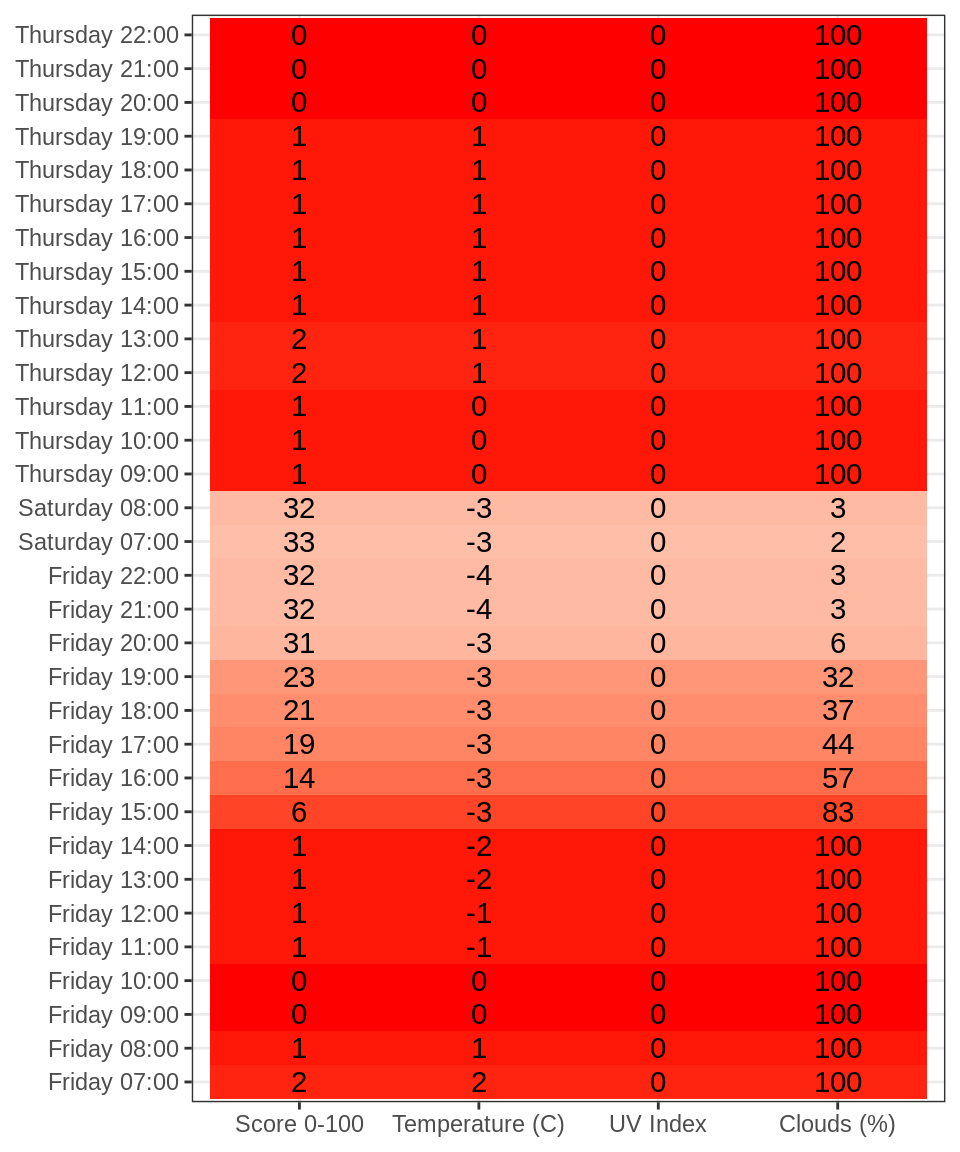 Thursday 22:00 0 0 0 100
Thursday 21:00 0 0 0 100
Thursday 20:00 0 0 0 100
Thursday 19:00 1 1 0 100
Thursday 18:00 1 1 0 100
Thursday 17:00 1 1 0 100
Thursday 16:00 1 1 0 100
Thursday 15:00 1 1 0 100
Thursday 14:00 1 1 0 100
Thursday 13:00 2 1 0 100
Thursday 12:00 2 1 0 100
Thursday 11:00 1 0 0 100
Thursday 10:00 1 0 0 100
Thursday 09:00 1 0 0 100
Saturday 08:00 32 -3 0 3
Saturday 07:00 33 -3 0 2
Friday 22:00 32 -4 0 3
Friday 21:00 32 -4 0 3
Friday 20:00 31 -3 0 6
Friday 19:00 23 -3 0 32
Friday 18:00 21 -3 0 37
Friday 17:00 19 -3 0 44
Friday 16:00 14 -3 0 57
Friday 15:00 6 -3 0 83
Friday 14:00 1 -2 0 100
Friday 13:00 1 -2 0 100
Friday 12:00 1 -1 0 100
Friday 11:00 1 -1 0 100
Friday 10:00 0 0 0 100
Friday 09:00 0 0 0 100
Friday 08:00 1 1 0 100
Friday 07:00 2 2 0 100
Score 0-100 Temperature (C) UV Index Clouds (%)